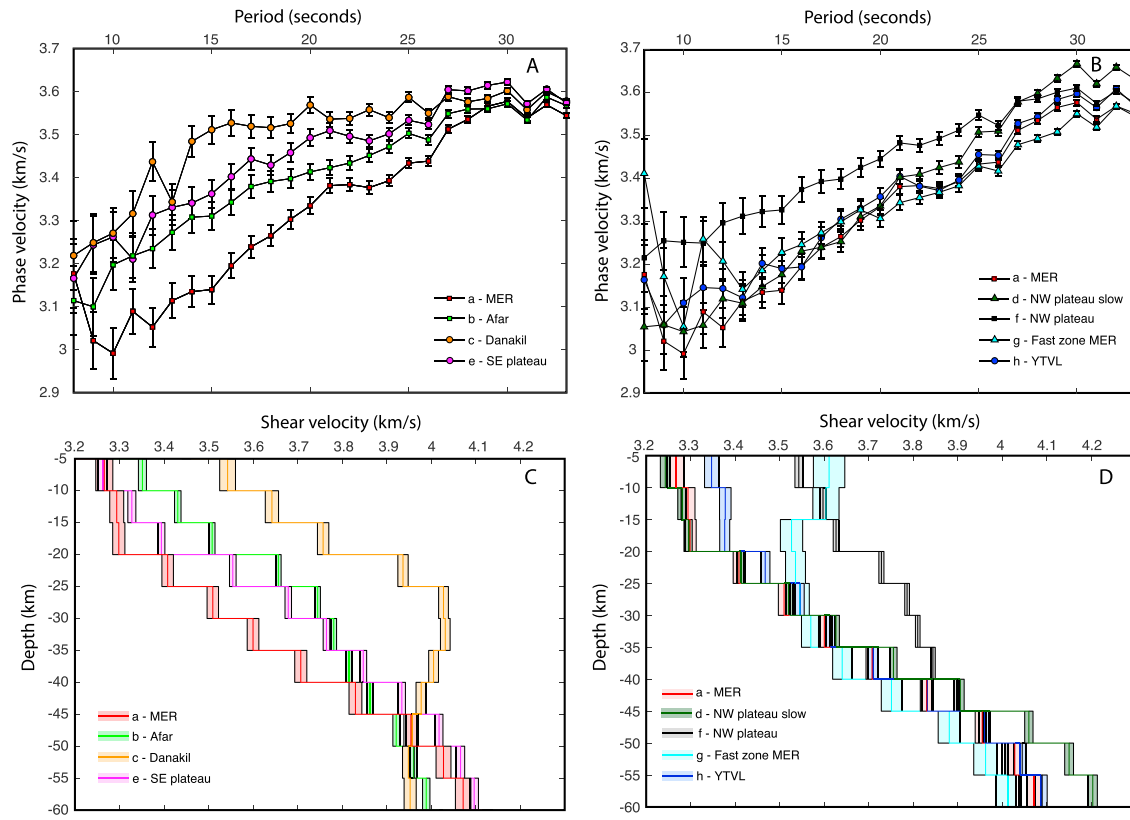 Period (seconds)
10 15 20 25 30
3.7
3.6
3.5
3.4
3.3
3.2
3.1
3
2.9
Phase velocity (km/s)
A
a - MER
b - Afar
c - Danakil
e - SE plateau
Period (seconds)
10 15 20 25 30
3.7
3.6
3.5
3.4
3.3
3.2
3.1
3
2.9
Phase velocity (km/s)
B
a - MER
d - NW plateau slow
f - NW plateau
g - Fast zone MER
h - YTVL
Shear velocity (km/s)
3.2 3.3 3.4 3.5 3.6 3.7 3.8 3.9 4 4.1 4.2
-5
-10
-15
-20
-25
-30
-35
-40
-45
-50
-55
-60
Depth (km)
C
a - MER
b - Afar
c - Danakil
e - SE plateau
Shear velocity (km/s)
3.2 3.3 3.4 3.5 3.6 3.7 3.8 3.9 4 4.1 4.2
-5
-10
-15
-20
-25
-30
-35
-40
-45
-50
-55
-60
Depth (km)
D
a - MER
d - NW plateau slow
f - NW plateau
g - Fast zone MER
h - YTVL